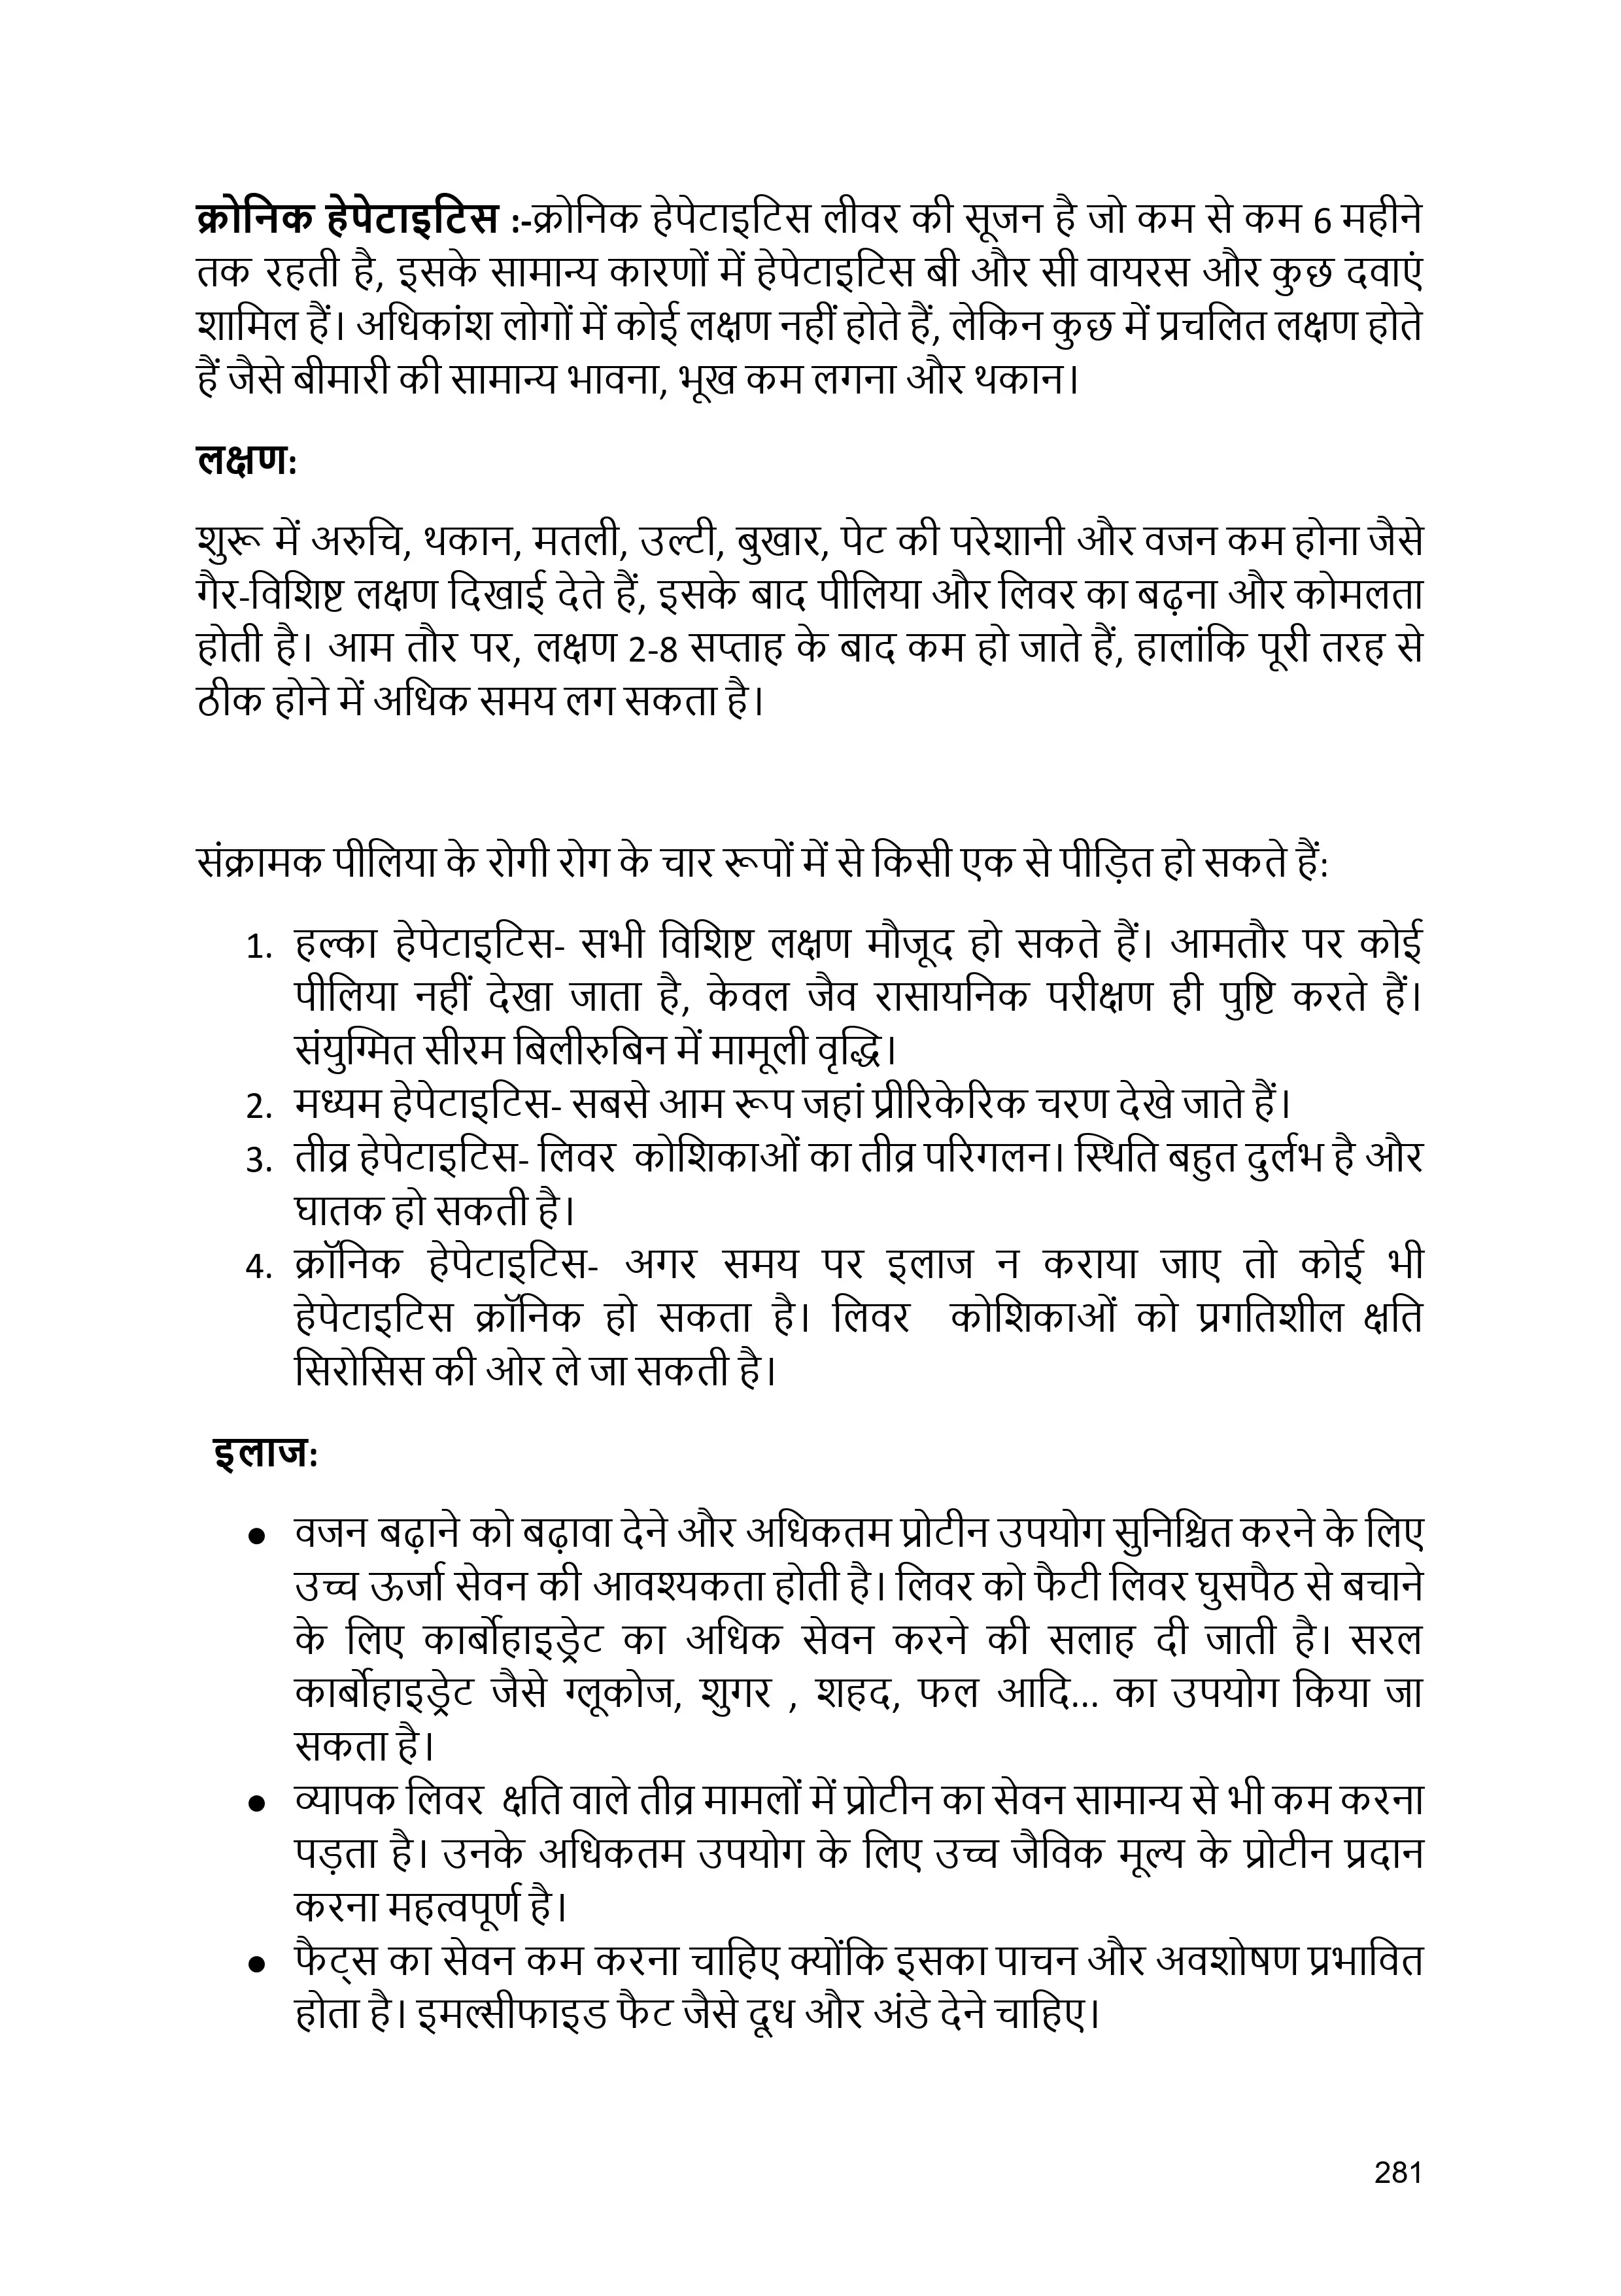 क्रोनिक हेपेटाइटिस :-क्रोनिक हेपेटाइटिस लीवर की सूजन है जो कम से कम 6 महीने
तक रहती है, इसके सामान्य कारणों में हेपेटाइटिस बी और सी वायरस और कुछ दवाएं
शामिल हैं। अधिकांश लोगों में कोई लक्षण नहीं होते हैं, लेकिन कुछ में प्रचलित लक्षण होते
हैं जैसे बीमारी की सामान्य भावना, भूख कम लगना और थकान।
लक्षण:
शुरू में अरुचि, थकान, मतली, उल्टी, बुखार, पेट की परेशानी और वजन कम होना जैसे
गैर-विशिष्ट लक्षण दिखाई देते हैं, इसके बाद पीलिया और लिवर का बढ़ना और कोमलता
होती है। आम तौर पर, लक्षण 2-8 सप्ताह के बाद कम हो जाते हैं, हालांकि पूरी तरह से
ठीक होने में अधिक समय लग सकता है।
संक्रामक पीलिया के रोगी रोग के चार रूपों में से किसी एक से पीड़ित हो सकते हैं:
1. हल्का हेपेटाइटिस- सभी विशिष्ट लक्षण मौजूद हो सकते हैं। आमतौर पर कोई
पीलिया नहीं देखा जाता है, केवल जैव रासायनिक परीक्षण ही पुष्टि करते हैं।
संयुग्मित सीरम बिलीरुबिन में मामूली वृद्धि।
2. मध्यम हेपेटाइटिस- सबसे आम रूप जहां प्रीरिकेरिक चरण देखे जाते हैं।
3. तीव्र हेपेटाइटिस- लिवर कोशिकाओं का तीव्र परिगलन। स्थिति बहुत दुर्लभ है और
घातक हो सकती है।
4. क्रॉनिक हेपेटाइटिस- अगर समय पर इलाज न कराया जाए तो कोई भी
हेपेटाइटिस क्रॉनिक हो सकता है। लिवर कोशिकाओं को प्रगतिशील क्षति
सिरोसिस की ओर ले जा सकती है।
इलाज:
● वजन बढ़ाने को बढ़ावा देने और अधिकतम प्रोटीन उपयोग सुनिश्चित करने के लिए
उच्च ऊर्जा सेवन की आवश्यकता होती है। लिवर को फैटी लिवर घुसपैठ से बचाने
के लिए कार्बोहाइड्रेट का अधिक सेवन करने की सलाह दी जाती है। सरल
कार्बोहाइड्रेट जैसे ग्लूकोज, शुगर , शहद, फल आदि... का उपयोग किया जा
सकता है।
● व्यापक लिवर क्षति वाले तीव्र मामलों में प्रोटीन का सेवन सामान्य से भी कम करना
पड़ता है। उनके अधिकतम उपयोग के लिए उच्च जैविक मूल्य के प्रोटीन प्रदान
करना महत्वपूर्ण है।
● फैट्स का सेवन कम करना चाहिए क्योंकि इसका पाचन और अवशोषण प्रभावित
होता है। इमल्सीफाइड फैट जैसे दूध और अंडे देने चाहिए।
281